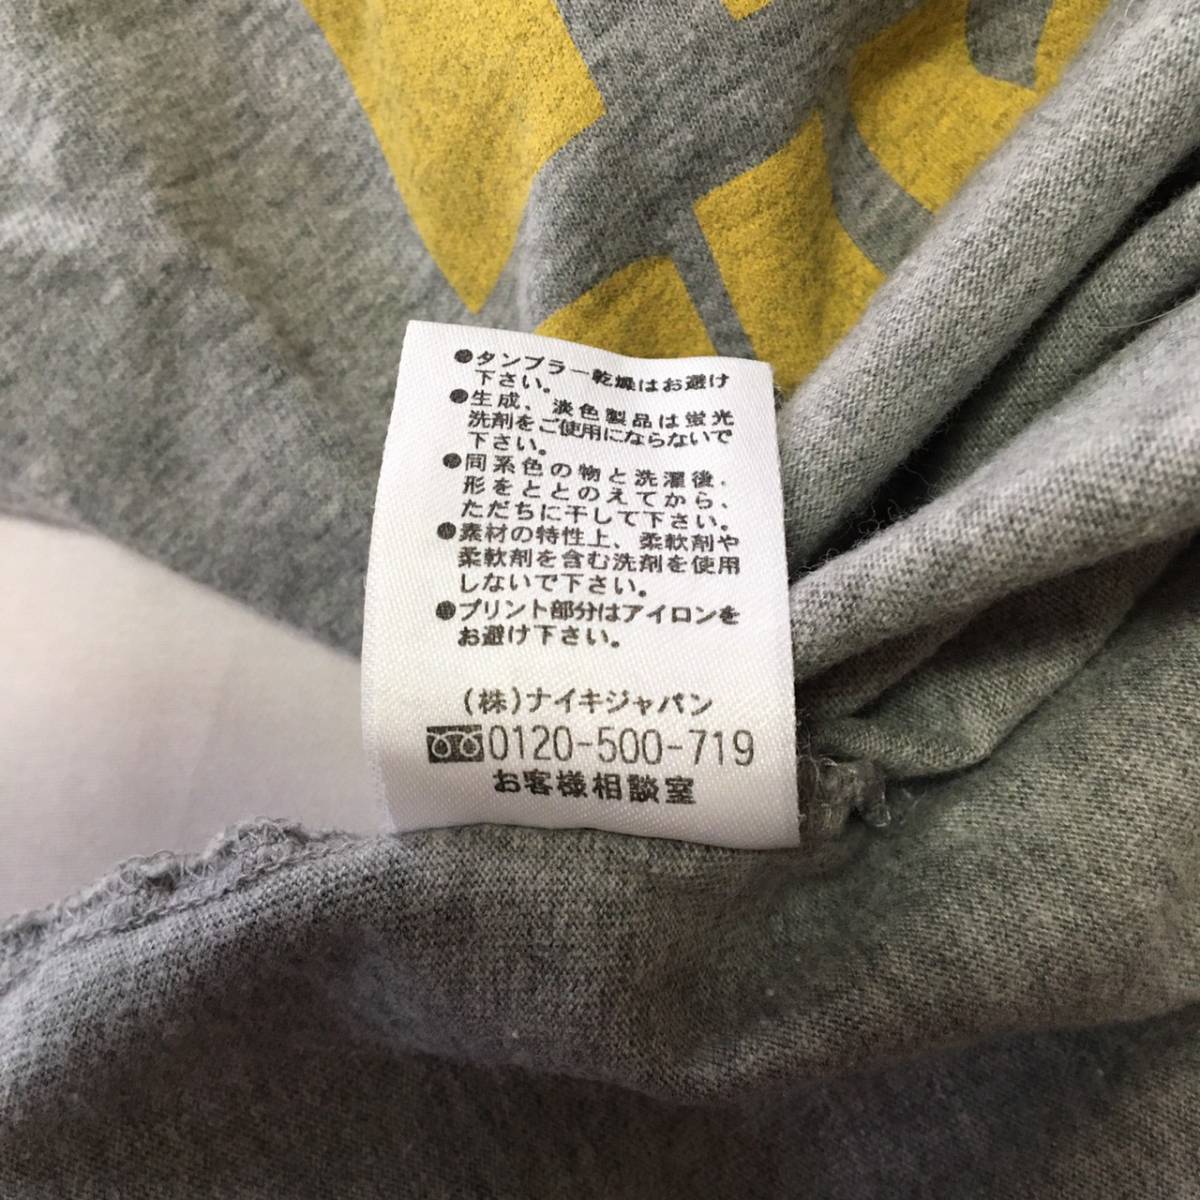 ●タンブラー乾燥はお避け
下さい。
●生成、淡色製品は蛍光
洗剤をご使用にならないで
下さい。
●同系色の物と洗濯後、
形をととのえてから、
ただちに干して下さい。
●素材の特性上、柔軟剤や
柔軟剤を含む洗剤を使用
しないで下さい。
●プリント部分はアイロンを
お避け下さい。
(株)ナイキジャパン
0120-500-719
お客様相談室